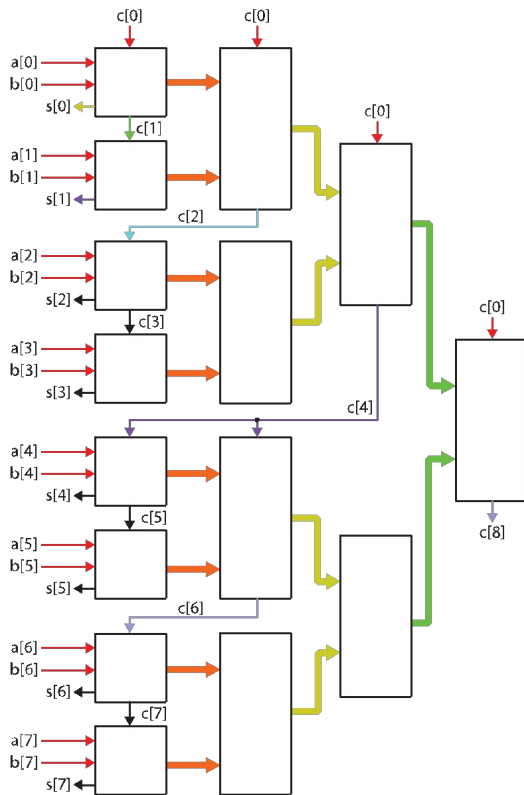 c[0] c[0]
a[0]
b[0]
s[0]
c[1]
c[0]
a[1]
b[1]
s[1]
c[2]
a[2]
b[2]
s[2]
c[3]
c[0]
a[3]
b[3]
s[3]
c[4]
a[4]
b[4]
s[4]
c[5]
c[8]
a[5]
b[5]
s[5]
c[6]
a[6]
b[6]
s[6]
c[7]
a[7]
b[7]
s[7]